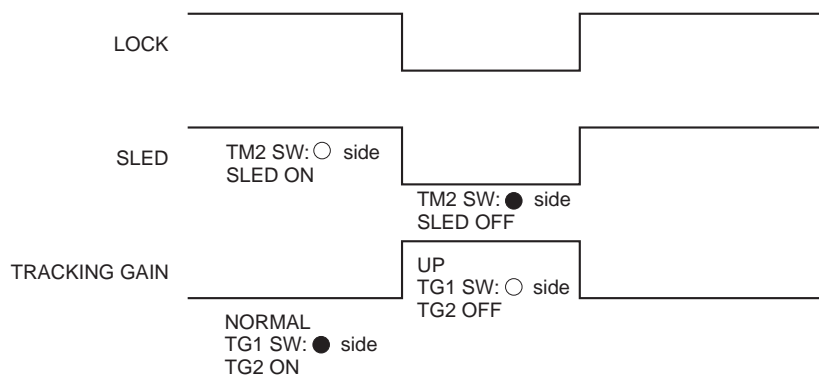 LOCK
SLED
TM2 SW: ○ side
SLED ON
TM2 SW: ● side
SLED OFF
TRACKING GAIN
UP
TG1 SW: ○ side
TG2 OFF
NORMAL
TG1 SW: ● side
TG2 ON